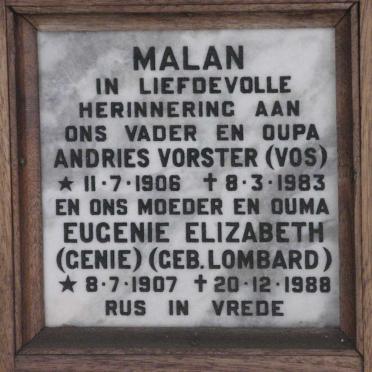 MALAN
IN LIEFDEVOLLE
HERINNERING AAN
ONS VADER EN OUPA
ANDRIES VORSTER (VOS)
★ 11·7·1906 ✝ 8·3·1983
EN ONS MOEDER EN OUMA
EUGENIE ELIZABETH
(GENIE) (GEB.LOMBARD)
★ 8·7·1907 ✝ 20·12·1988
RUS IN VREDE